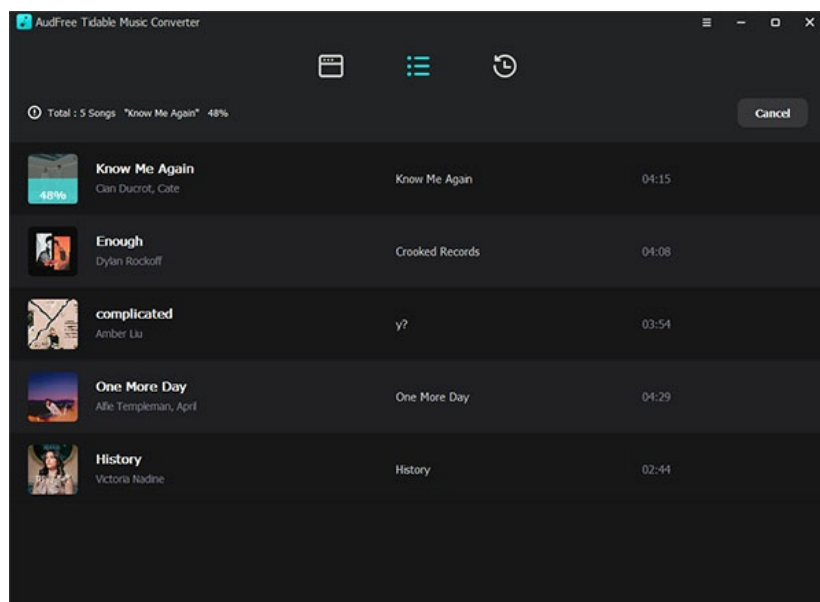 AudFree Tidable Music Converter
Total : 5 Songs "Know Me Again" 48%
Cancel
48%
Know Me Again
Cian Ducrot, Cate
Know Me Again
04:15
Enough
Dylan Rockoff
Crooked Records
04:08
complicated
Amber Liu
y?
03:54
One More Day
Alfie Templeman, April
One More Day
04:29
History
Victoria Nadine
History
02:44